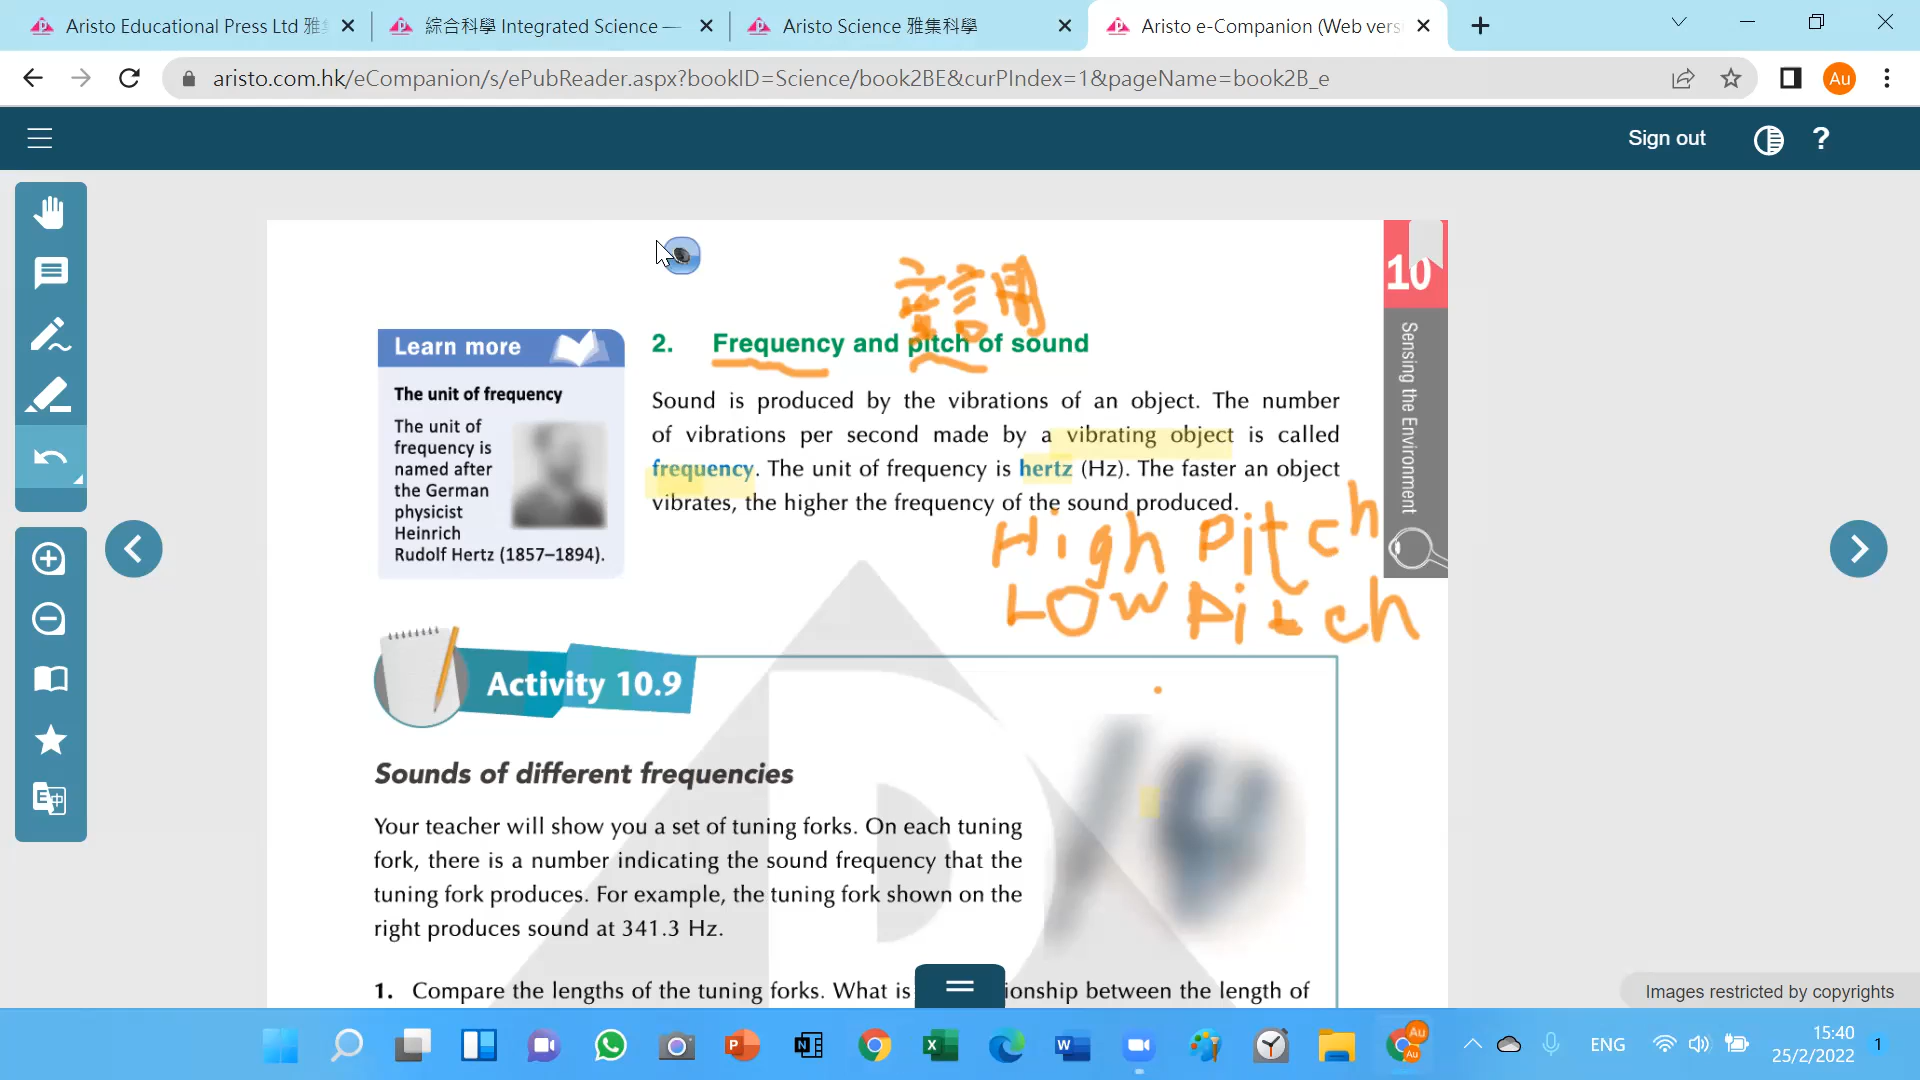 Aristo Educational Press Ltd 雅集
綜合科學 Integrated Science —
Aristo Science 雅集科學
Aristo e-Companion (Web vers
aristo.com.hk/eCompanion/s/ePubReader.aspx?bookID=Science/book2BE&curPIndex=1&pageName=book2B_e
Au
Sign out
?
10
Sensing the Environment
Learn more
The unit of frequency
The unit of
frequency is
named after
the German
physicist
Heinrich
Rudolf Hertz (1857–1894).
音調
2. Frequency and pitch of sound
Sound is produced by the vibrations of an object. The number
of vibrations per second made by a vibrating object is called
frequency. The unit of frequency is hertz (Hz). The faster an object
vibrates, the higher the frequency of the sound produced.
High Pitch
Low Pitch
Activity 10.9
Sounds of different frequencies
Your teacher will show you a set of tuning forks. On each tuning
fork, there is a number indicating the sound frequency that the
tuning fork produces. For example, the tuning fork shown on the
right produces sound at 341.3 Hz.
1. Compare the lengths of the tuning forks. What is ionship between the length of
Images restricted by copyrights
ENG
15:40
25/2/2022
1